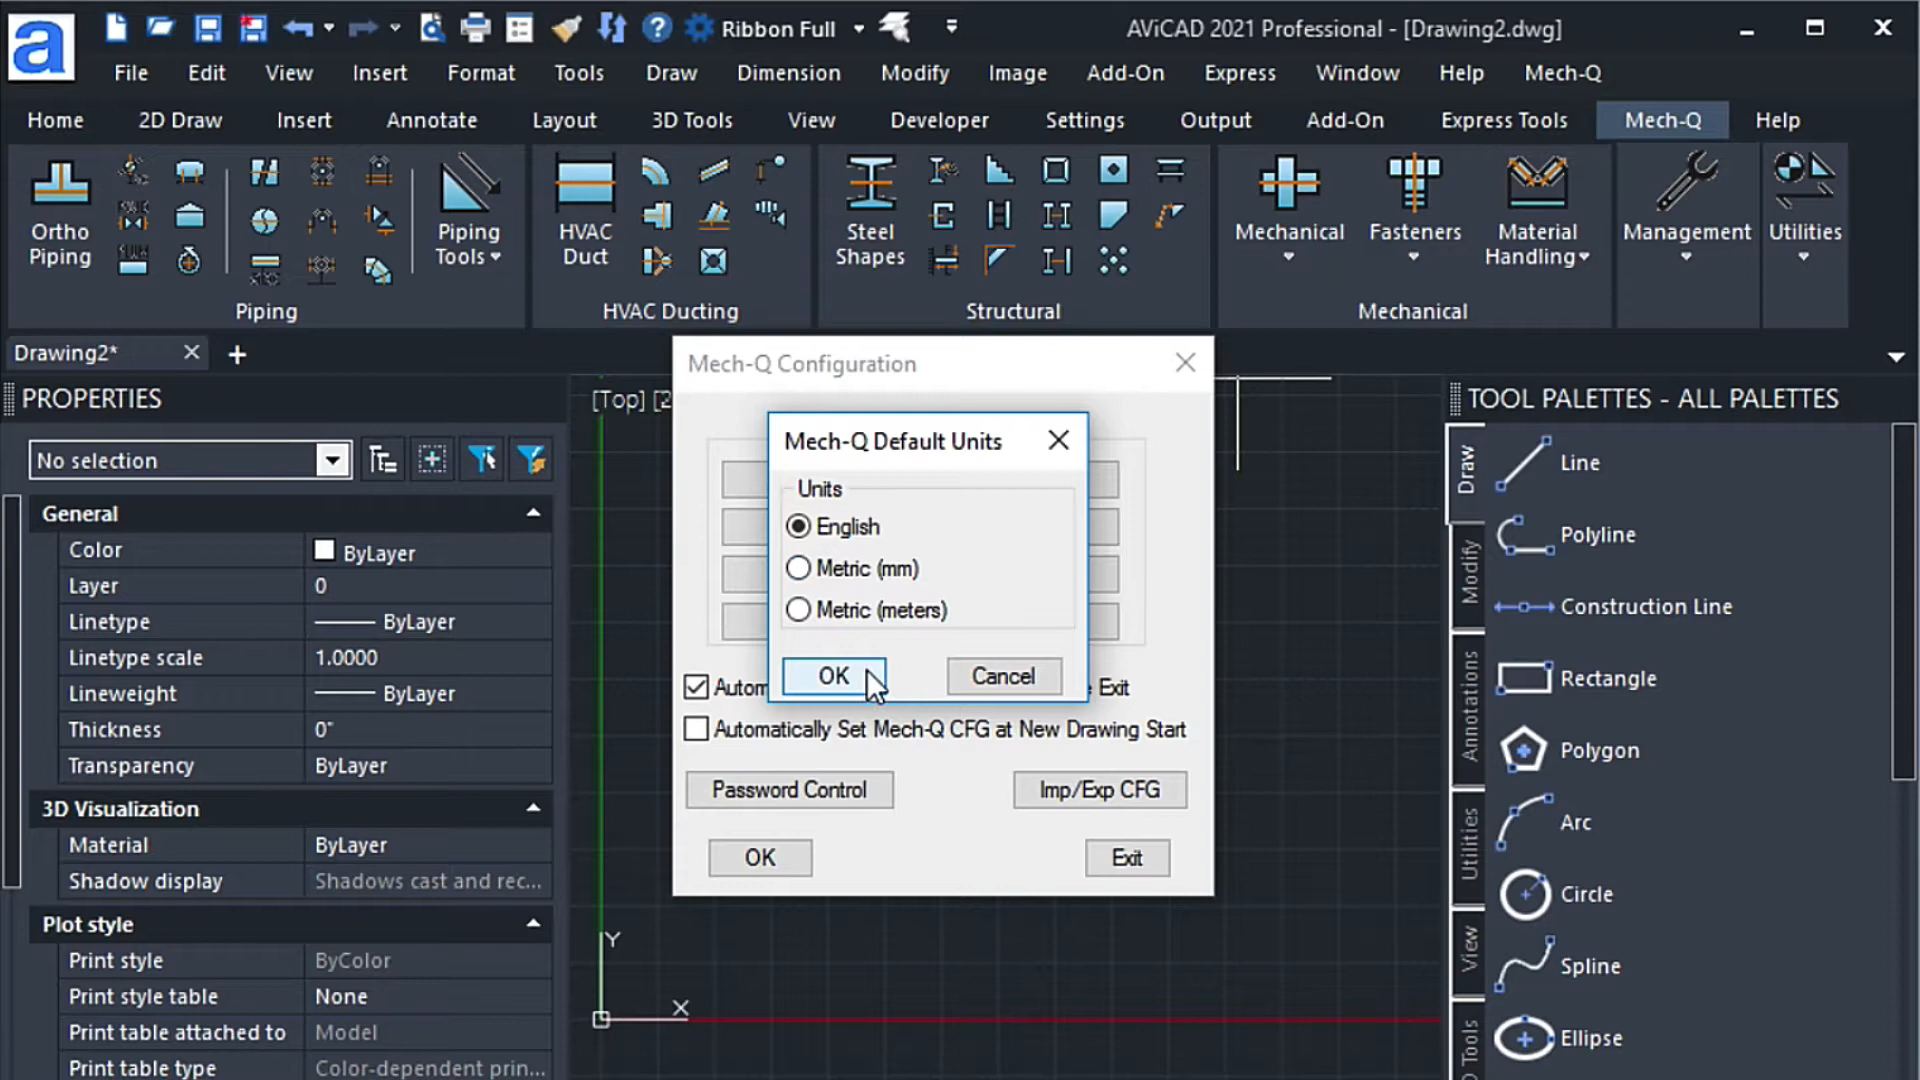 a
Ribbon Full
AViCAD 2021 Professional - [Drawing2.dwg]
File Edit View Insert Format Tools Draw Dimension Modify Image Add-On Express Window Help Mech-Q
Home 2D Draw Insert Annotate Layout 3D Tools View Developer Settings Output Add-On Express Tools Mech-Q Help
Ortho
Piping
Piping
Tools
HVAC
Duct
Steel
Shapes
Mechanical
Fasteners
Material
Handling
Management
Utilities
Piping
HVAC Ducting
Structural
Mechanical
Drawing2*
PROPERTIES
No selection
General
Color ByLayer
Layer 0
Linetype ByLayer
Linetype scale 1.0000
Lineweight ByLayer
Thickness 0"
Transparency ByLayer
3D Visualization
Material ByLayer
Shadow display Shadows cast and rec...
Plot style
Print style ByColor
Print style table None
Print table attached to Model
Print table type Color-dependent prin...
[Top] [2
Y
X
Mech-Q Configuration
Mech-Q Default Units
Units
English
Metric (mm)
Metric (meters)
OK Cancel
Autom Exit
Automatically Set Mech-Q CFG at New Drawing Start
Password Control Imp/Exp CFG
OK Exit
TOOL PALETTES - ALL PALETTES
Draw
Modify
Annotations
Utilities
View
Tools
Line
Polyline
Construction Line
Rectangle
Polygon
Arc
Circle
Spline
Ellipse